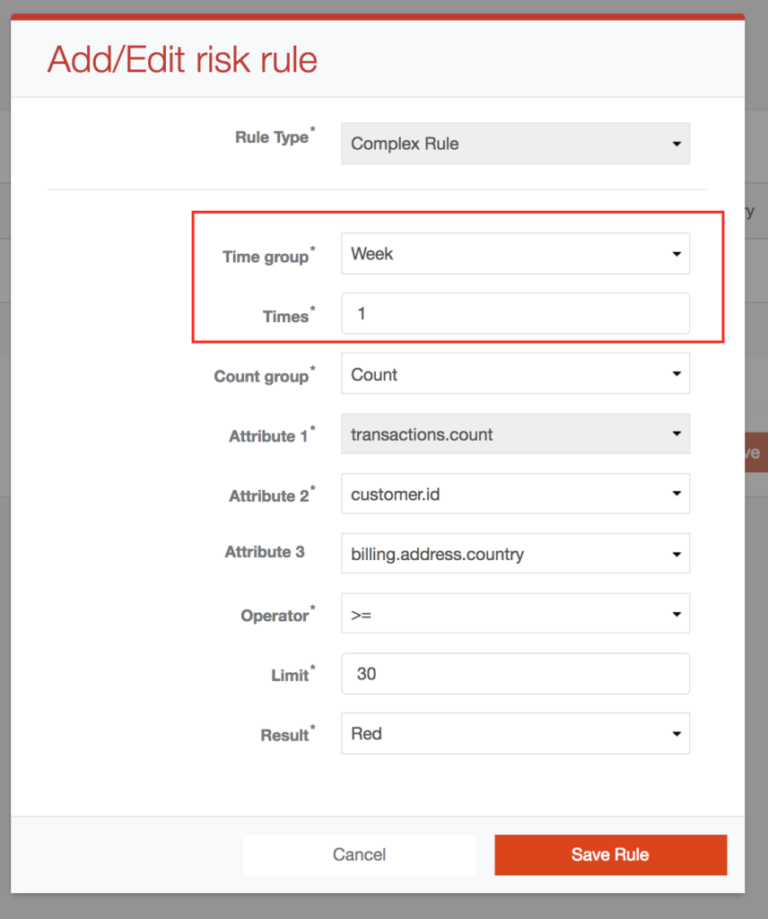 Add/Edit risk rule
Rule Type* Complex Rule
Time group* Week
Times* 1
Count group* Count
Attribute 1* transactions.count
Attribute 2* customer.id
Attribute 3 billing.address.country
Operator* >=
Limit* 30
Result* Red
Cancel Save Rule